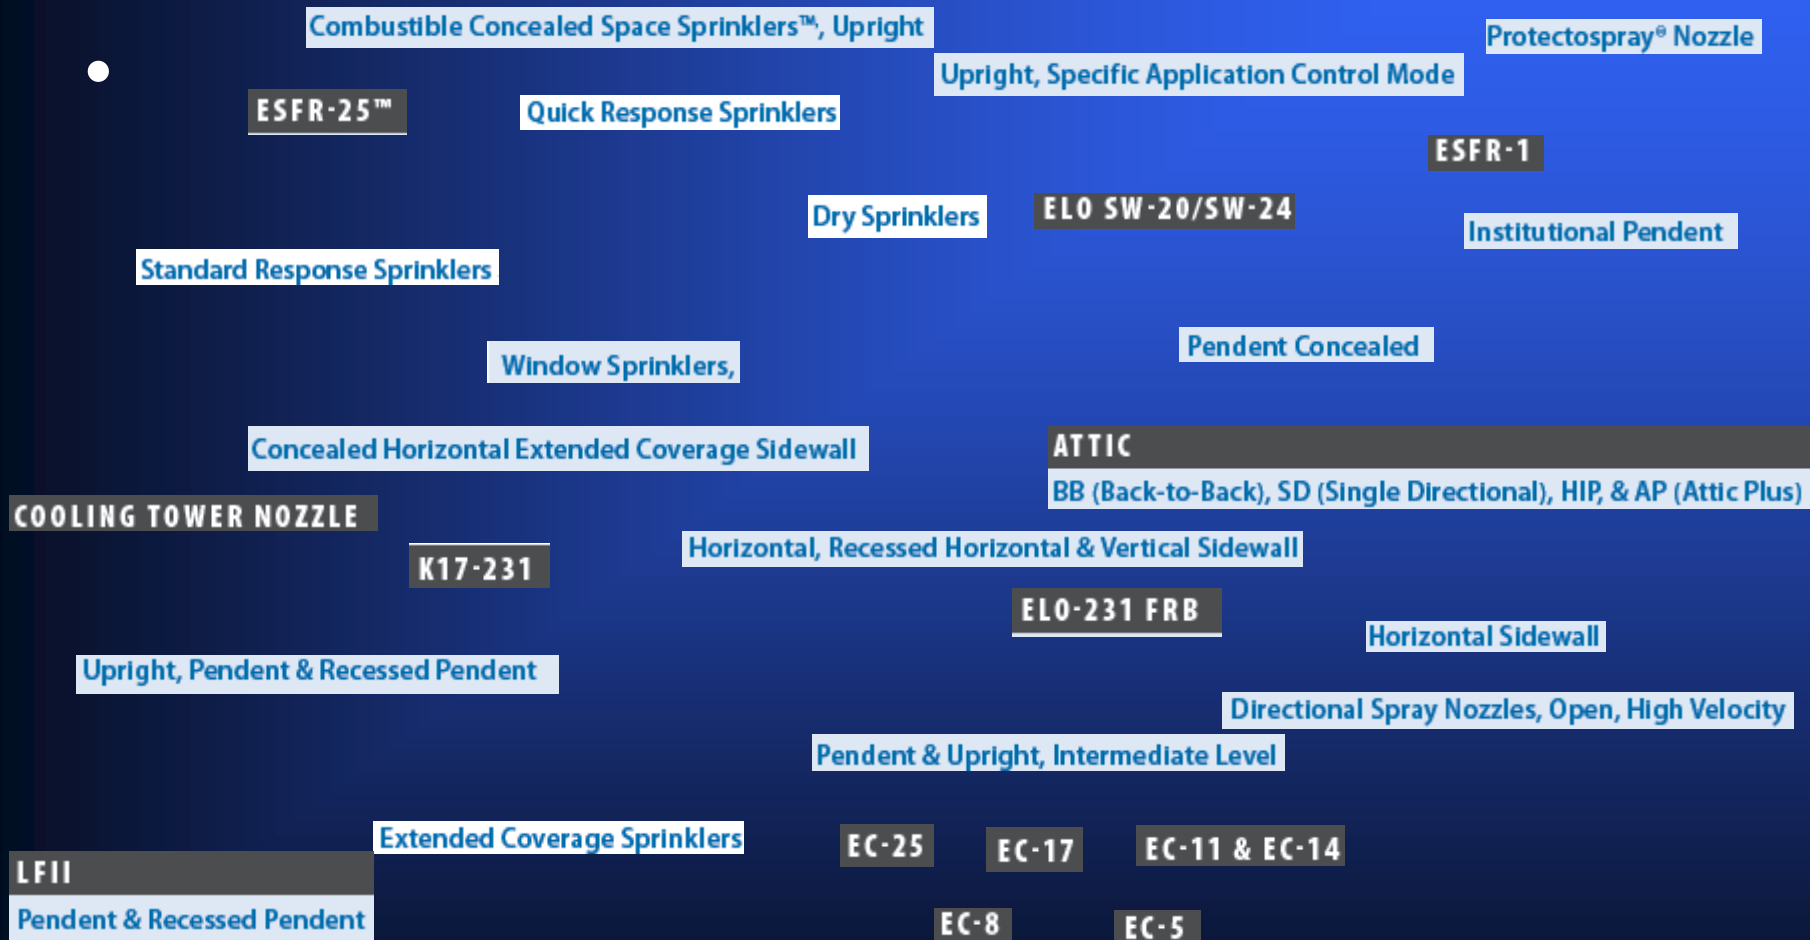 Combustible Concealed Space Sprinklers™, Upright
Protectospray® Nozzle
Upright, Specific Application Control Mode
ESFR-25™
Quick Response Sprinklers
ESFR-1
Dry Sprinklers
ELO SW-20/SW-24
Institutional Pendent
Standard Response Sprinklers
Pendent Concealed
Window Sprinklers,
Concealed Horizontal Extended Coverage Sidewall
ATTIC
BB (Back-to-Back), SD (Single Directional), HIP, & AP (Attic Plus)
COOLING TOWER NOZZLE
Horizontal, Recessed Horizontal & Vertical Sidewall
K17-231
ELO-231 FRB
Horizontal Sidewall
Upright, Pendent & Recessed Pendent
Directional Spray Nozzles, Open, High Velocity
Pendent & Upright, Intermediate Level
Extended Coverage Sprinklers
EC-25
EC-17
EC-11 & EC-14
LFII
Pendent & Recessed Pendent
EC-8
EC-5